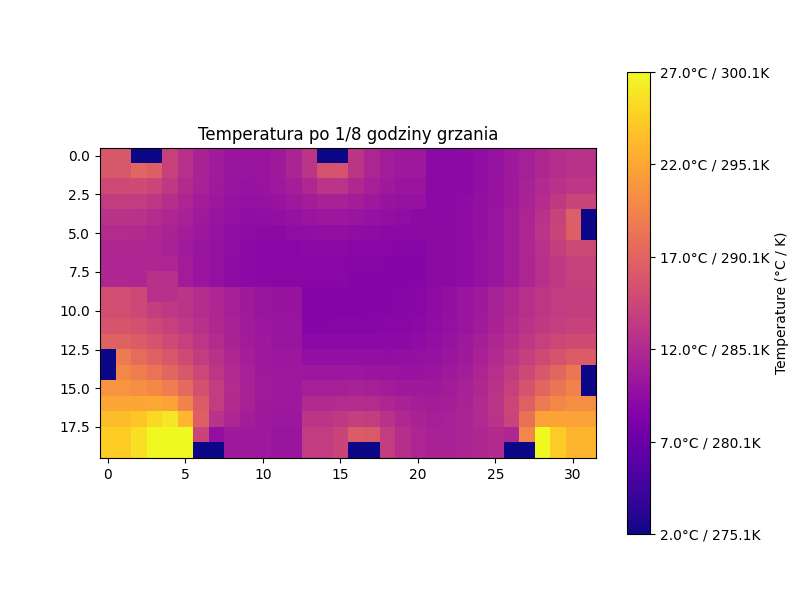 Temperatura po 1/8 godziny grzania
0.0
2.5
5.0
7.5
10.0
12.5
15.0
17.5
0
5
10
15
20
25
30
27.0°C / 300.1K
22.0°C / 295.1K
17.0°C / 290.1K
12.0°C / 285.1K
7.0°C / 280.1K
2.0°C / 275.1K
Temperature (°C / K)